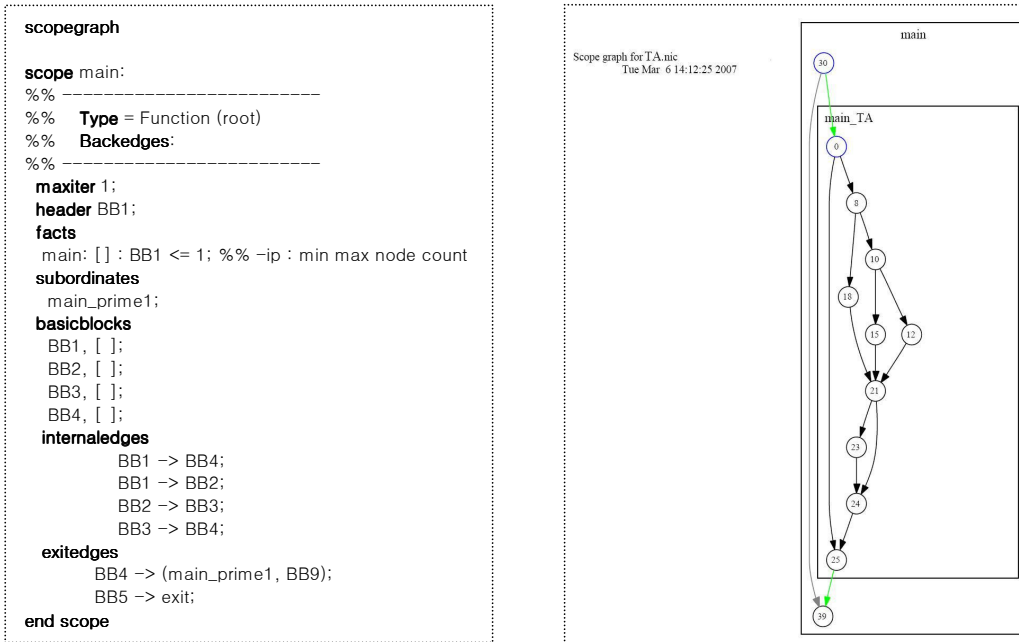 scopegraph
scope main:
%% -------------------------
%% Type = Function (root)
%% Backedges:
%% -------------------------
maxiter 1;
header BB1;
facts
main: [ ] : BB1 <= 1; %% -ip : min max node count
subordinates
main_prime1;
basicblocks
BB1, [ ];
BB2, [ ];
BB3, [ ];
BB4, [ ];
internaledges
BB1 -> BB4;
BB1 -> BB2;
BB2 -> BB3;
BB3 -> BB4;
exitedges
BB4 -> (main_prime1, BB9);
BB5 -> exit;
end scope
Scope graph for TA.nic
Tue Mar 6 14:12:25 2007
main
30
main_TA
0
8
10
18
15
12
21
23
24
25
39